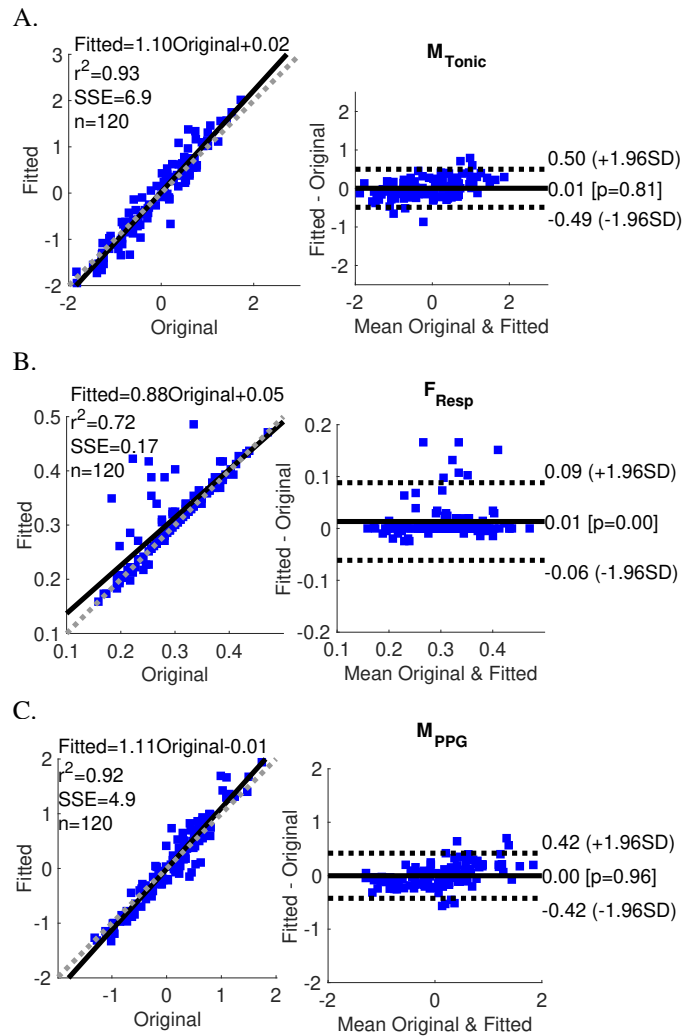 A.
Fitted=1.10Original+0.02
r²=0.93
SSE=6.9
n=120
3
2
1
0
-1
-2
Fitted
-2 0 2
Original
M_Tonic
2
1
0
-1
-2
Fitted - Original
0.50 (+1.96SD)
0.01 [p=0.81]
-0.49 (-1.96SD)
-2 0 2
Mean Original & Fitted
B.
Fitted=0.88Original+0.05
r²=0.72
SSE=0.17
n=120
0.5
0.4
0.3
0.2
0.1
Fitted
0.1 0.2 0.3 0.4
Original
F_Resp
0.2
0.1
0
-0.1
-0.2
Fitted - Original
0.09 (+1.96SD)
0.01 [p=0.00]
-0.06 (-1.96SD)
0.1 0.2 0.3 0.4
Mean Original & Fitted
C.
Fitted=1.11Original-0.01
r²=0.92
SSE=4.9
n=120
2
1
0
-1
-2
Fitted
-1 0 1 2
Original
M_PPG
2
1
0
-1
-2
Fitted - Original
0.42 (+1.96SD)
0.00 [p=0.96]
-0.42 (-1.96SD)
-2 0 2
Mean Original & Fitted